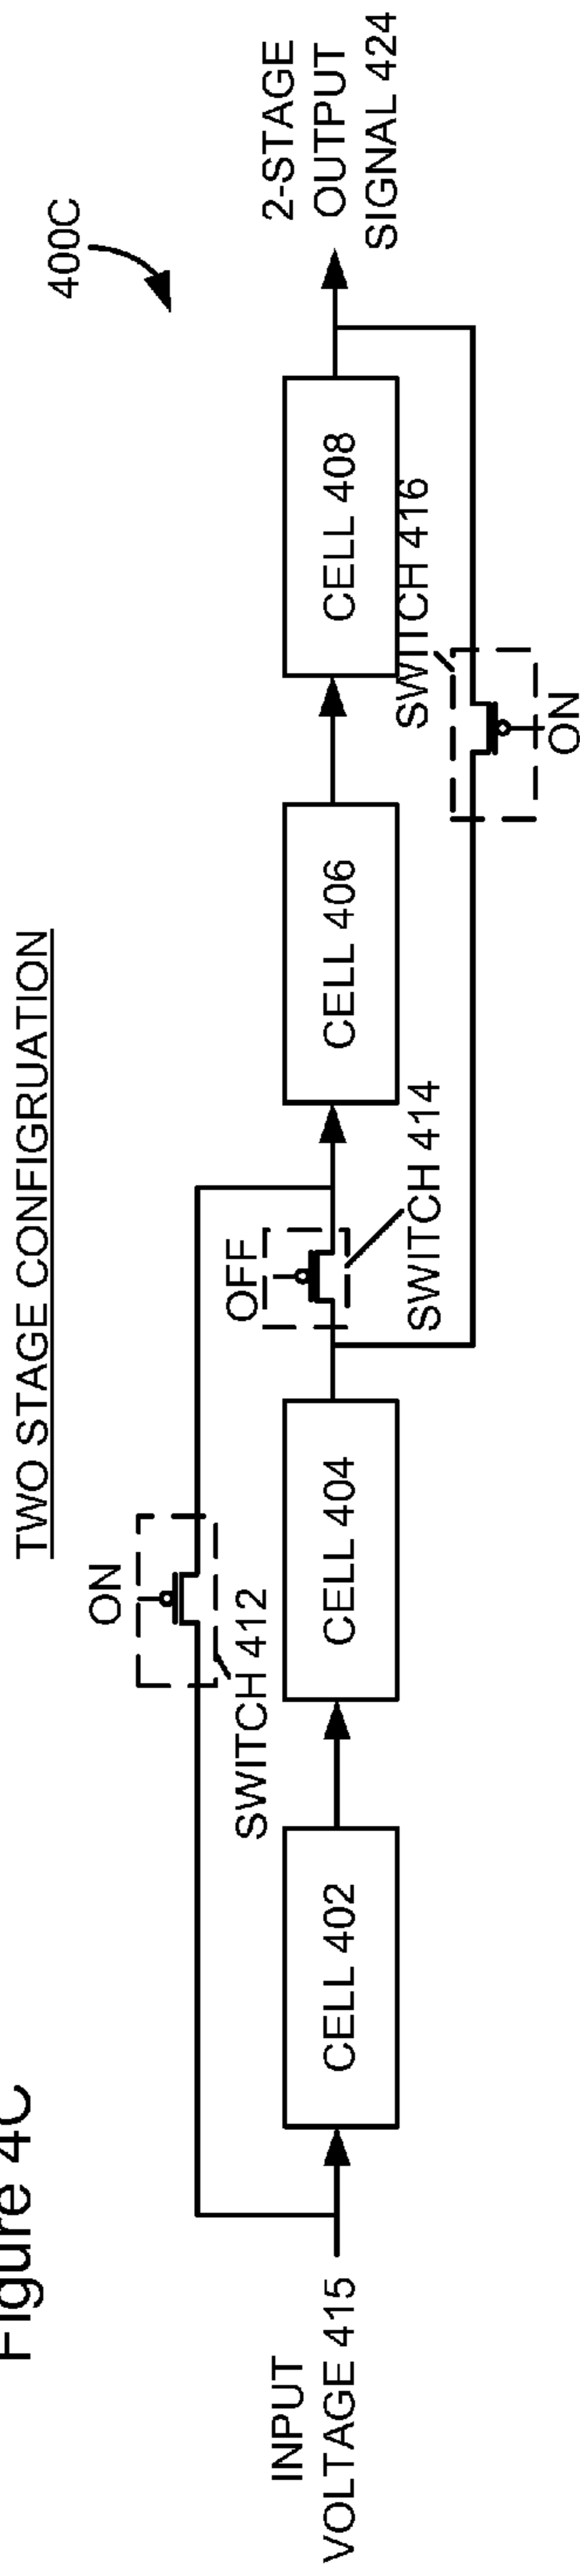 Figure 4C
TWO STAGE CONFIGRUATION
400C
ON
SWITCH 412
OFF
INPUT
VOLTAGE 415
CELL 402
CELL 404
CELL 406
CELL 408
2-STAGE
OUTPUT
SIGNAL 424
SWITCH 414
SWITCH 416
ON